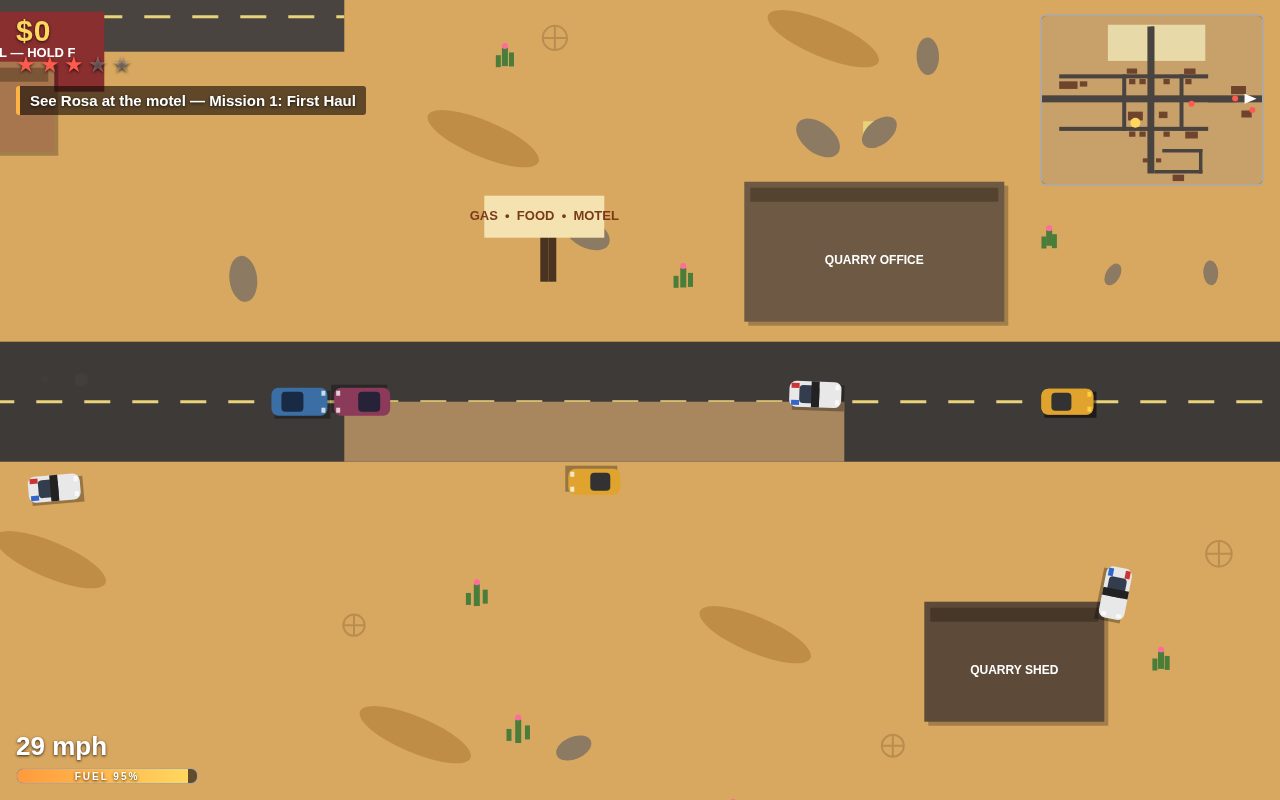 $0
L — HOLD F
See Rosa at the motel — Mission 1: First Haul
GAS • FOOD • MOTEL
QUARRY OFFICE
QUARRY SHED
29 mph
FUEL 95%